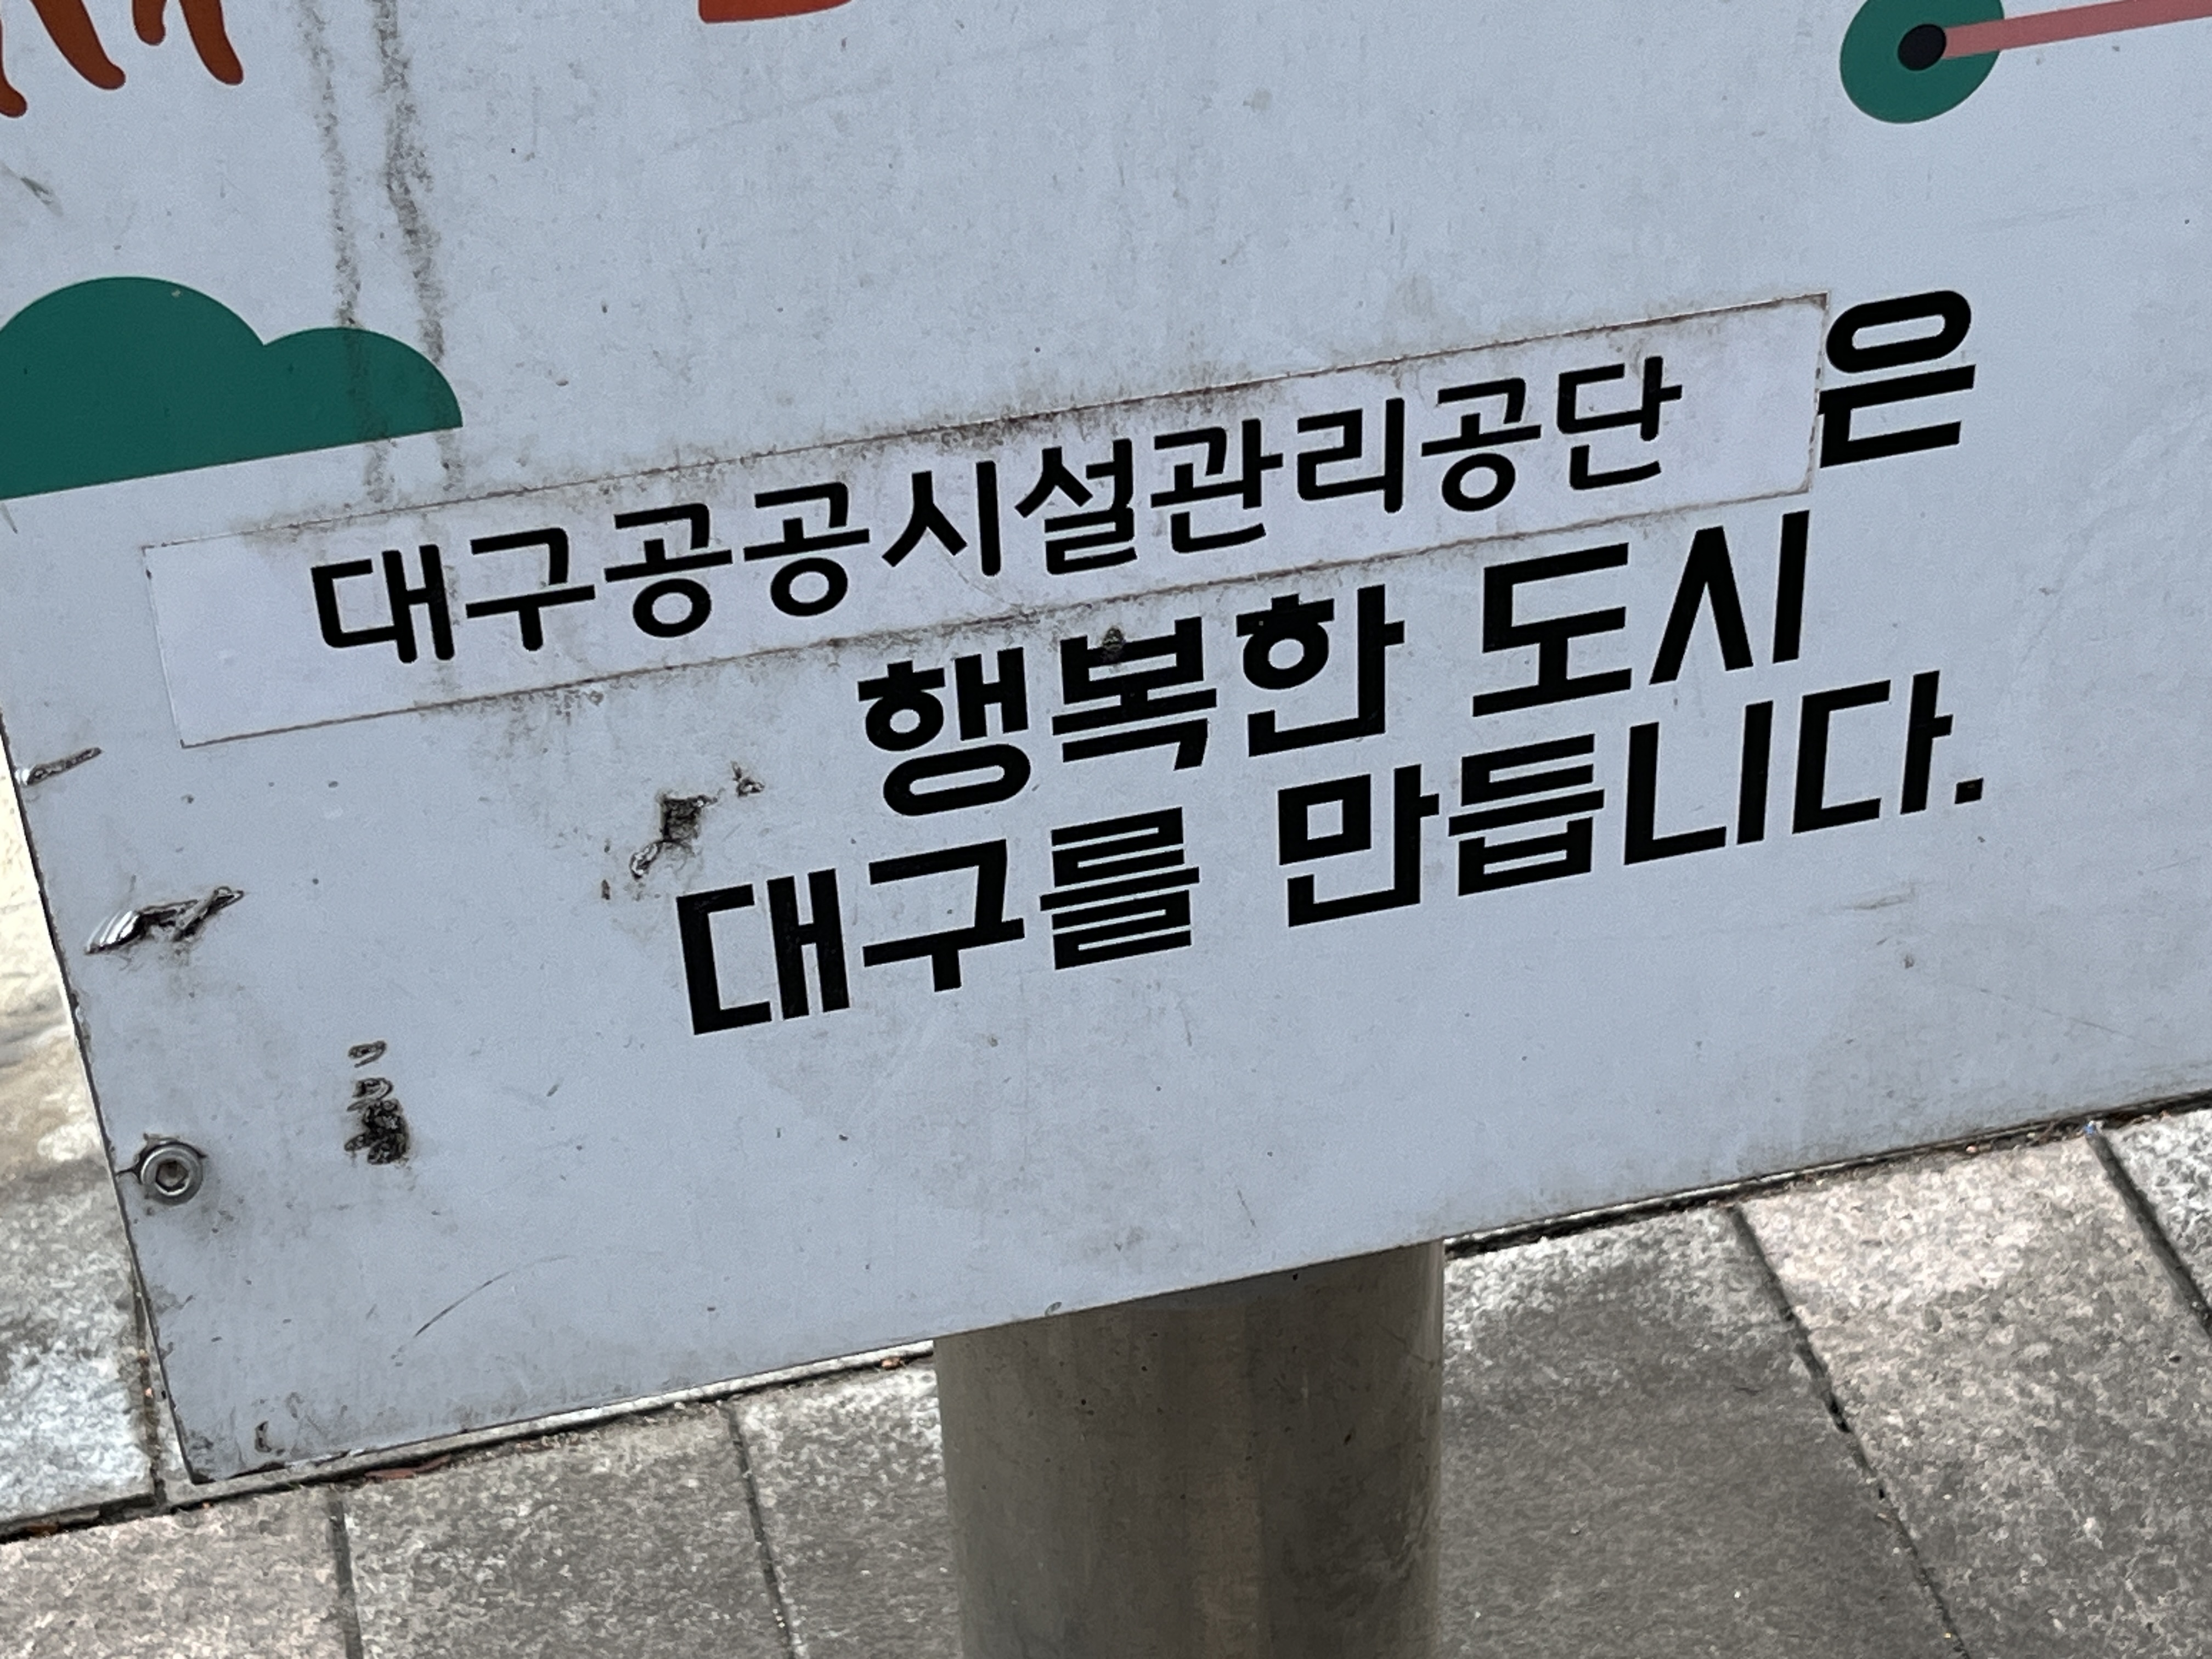 대구공공시설관리공단 은
행복한 도시
대구를 만듭니다.